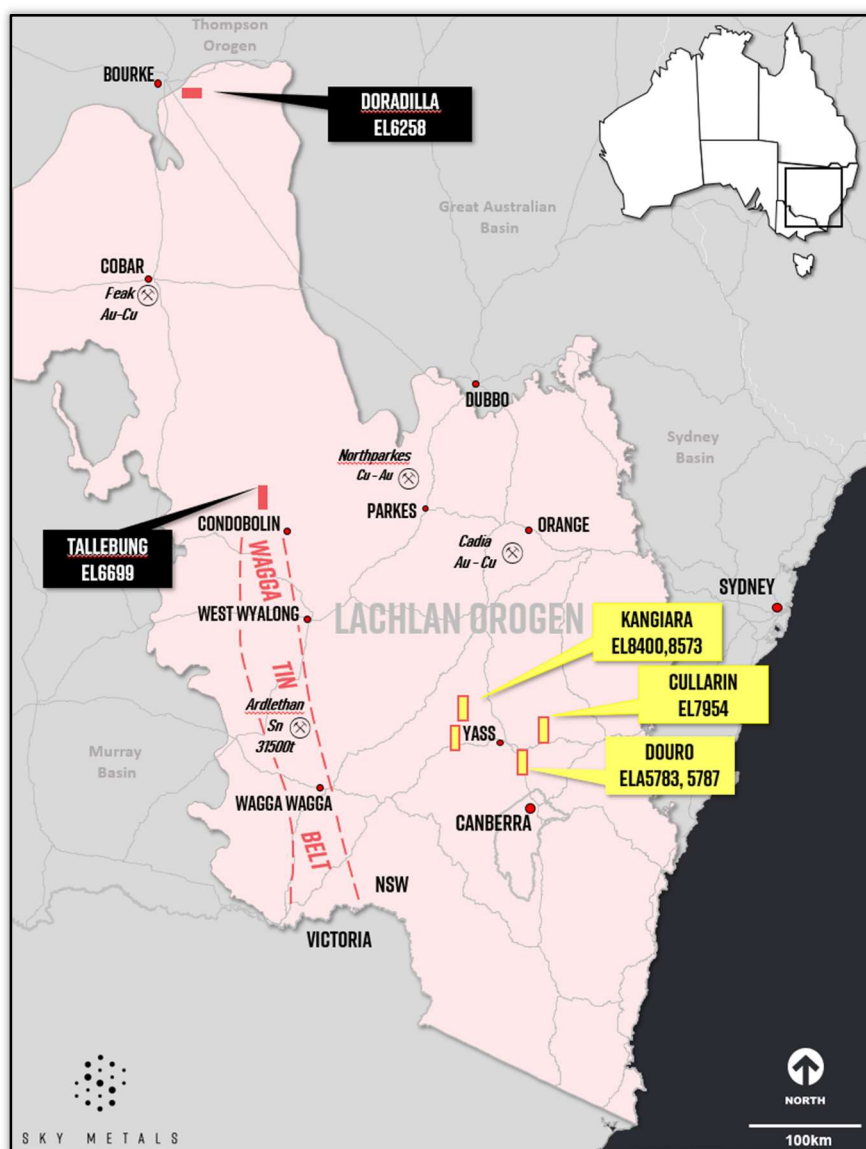 Thompson
Orogen
BOURKE
DORADILLA
EL6258
Great Australian
Basin
COBAR
Peak
Au-Cu
DUBBO
Sydney
Basin
Northparkes
Cu - Au
PARKES
CONDOBOLIN
TALLEBUNG
EL6699
Cadia
Au - Cu
ORANGE
SYDNEY
WAGGA
TIN
BELT
WEST WYALONG
LACHLAN OROGEN
KANGIARA
EL8400,8573
CULLARIN
EL7954
YASS
DOURO
ELA5783, 5787
Ardlethan
Sn
31500t
Murray
Basin
WAGGA WAGGA
CANBERRA
NSW
VICTORIA
SKY METALS
NORTH
100km